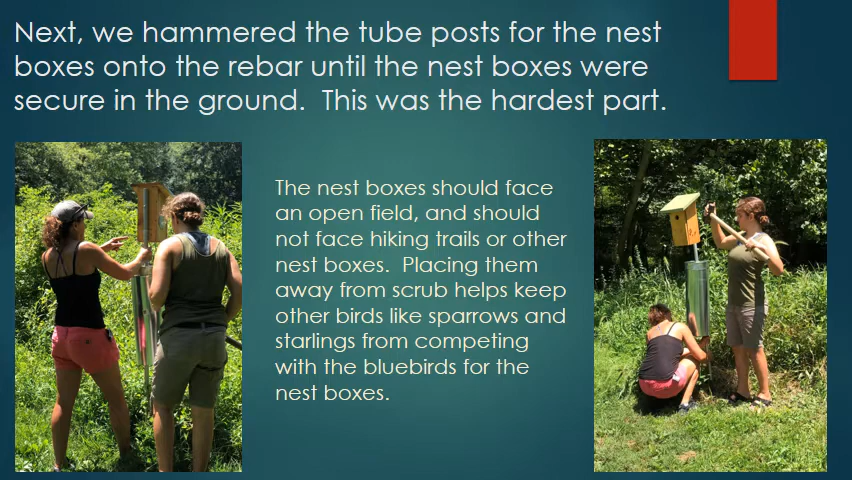 Next, we hammered the tube posts for the nest
boxes onto the rebar until the nest boxes were
secure in the ground.  This was the hardest part.
The nest boxes should face
an open field, and should
not face hiking trails or other
nest boxes.  Placing them
away from scrub helps keep
other birds like sparrows and
starlings from competing
with the bluebirds for the
nest boxes.